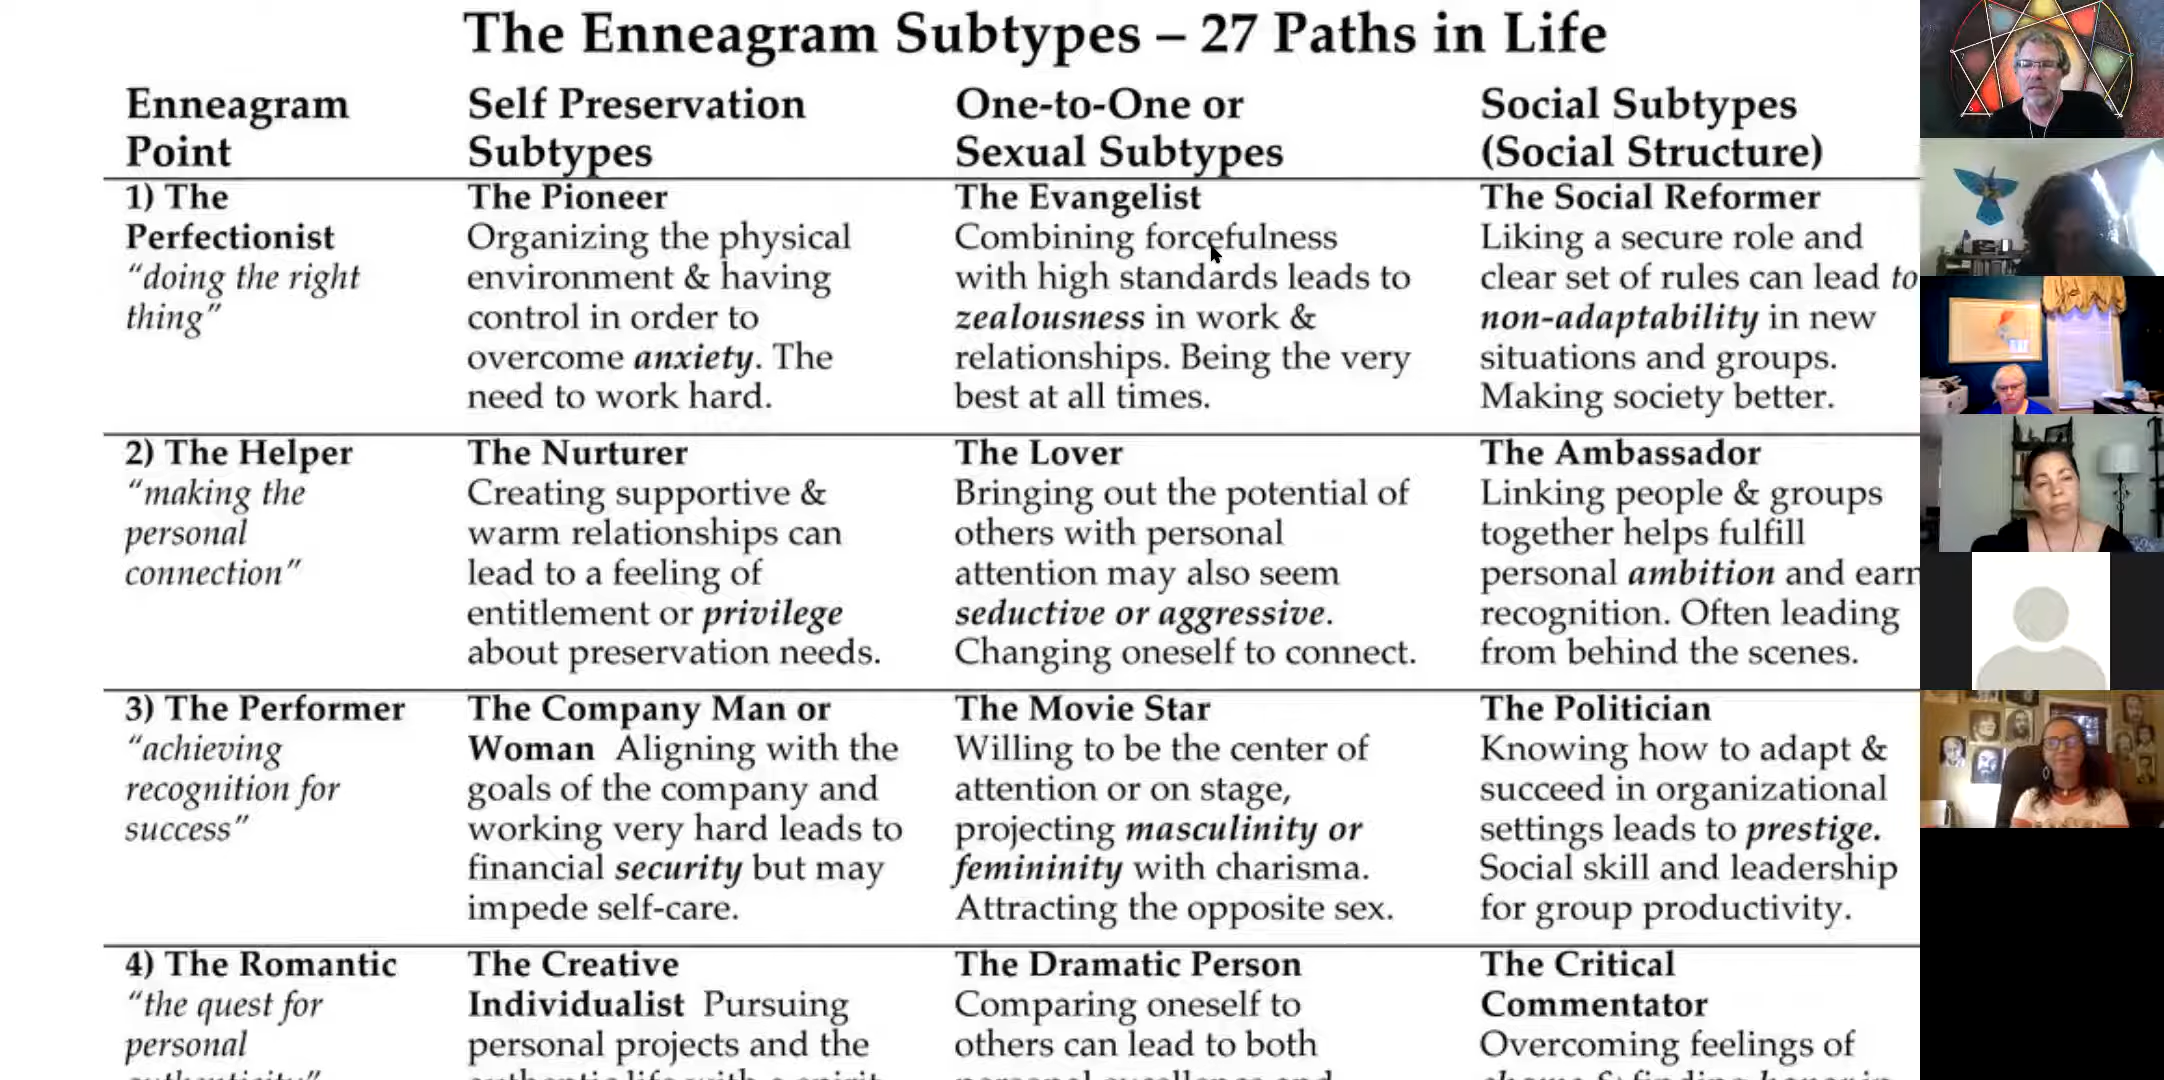 The Enneagram Subtypes – 27 Paths in Life
Enneagram
Point
Self Preservation
Subtypes
One-to-One or
Sexual Subtypes
Social Subtypes
(Social Structure)
1) The
Perfectionist
“doing the right
thing”
The Pioneer
Organizing the physical
environment & having
control in order to
overcome anxiety. The
need to work hard.
The Evangelist
Combining forcefulness
with high standards leads to
zealousness in work &
relationships. Being the very
best at all times.
The Social Reformer
Liking a secure role and
clear set of rules can lead to
non-adaptability in new
situations and groups.
Making society better.
2) The Helper
“making the
personal
connection”
The Nurturer
Creating supportive &
warm relationships can
lead to a feeling of
entitlement or privilege
about preservation needs.
The Lover
Bringing out the potential of
others with personal
attention may also seem
seductive or aggressive.
Changing oneself to connect.
The Ambassador
Linking people & groups
together helps fulfill
personal ambition and earn
recognition. Often leading
from behind the scenes.
3) The Performer
“achieving
recognition for
success”
The Company Man or
Woman Aligning with the
goals of the company and
working very hard leads to
financial security but may
impede self-care.
The Movie Star
Willing to be the center of
attention or on stage,
projecting masculinity or
femininity with charisma.
Attracting the opposite sex.
The Politician
Knowing how to adapt &
succeed in organizational
settings leads to prestige.
Social skill and leadership
for group productivity.
4) The Romantic
“the quest for
personal
authenticity”
The Creative
Individualist Pursuing
personal projects and the
authentic life with a spirit
The Dramatic Person
Comparing oneself to
others can lead to both
personal excellence and
The Critical
Commentator
Overcoming feelings of
shame & finding honor in